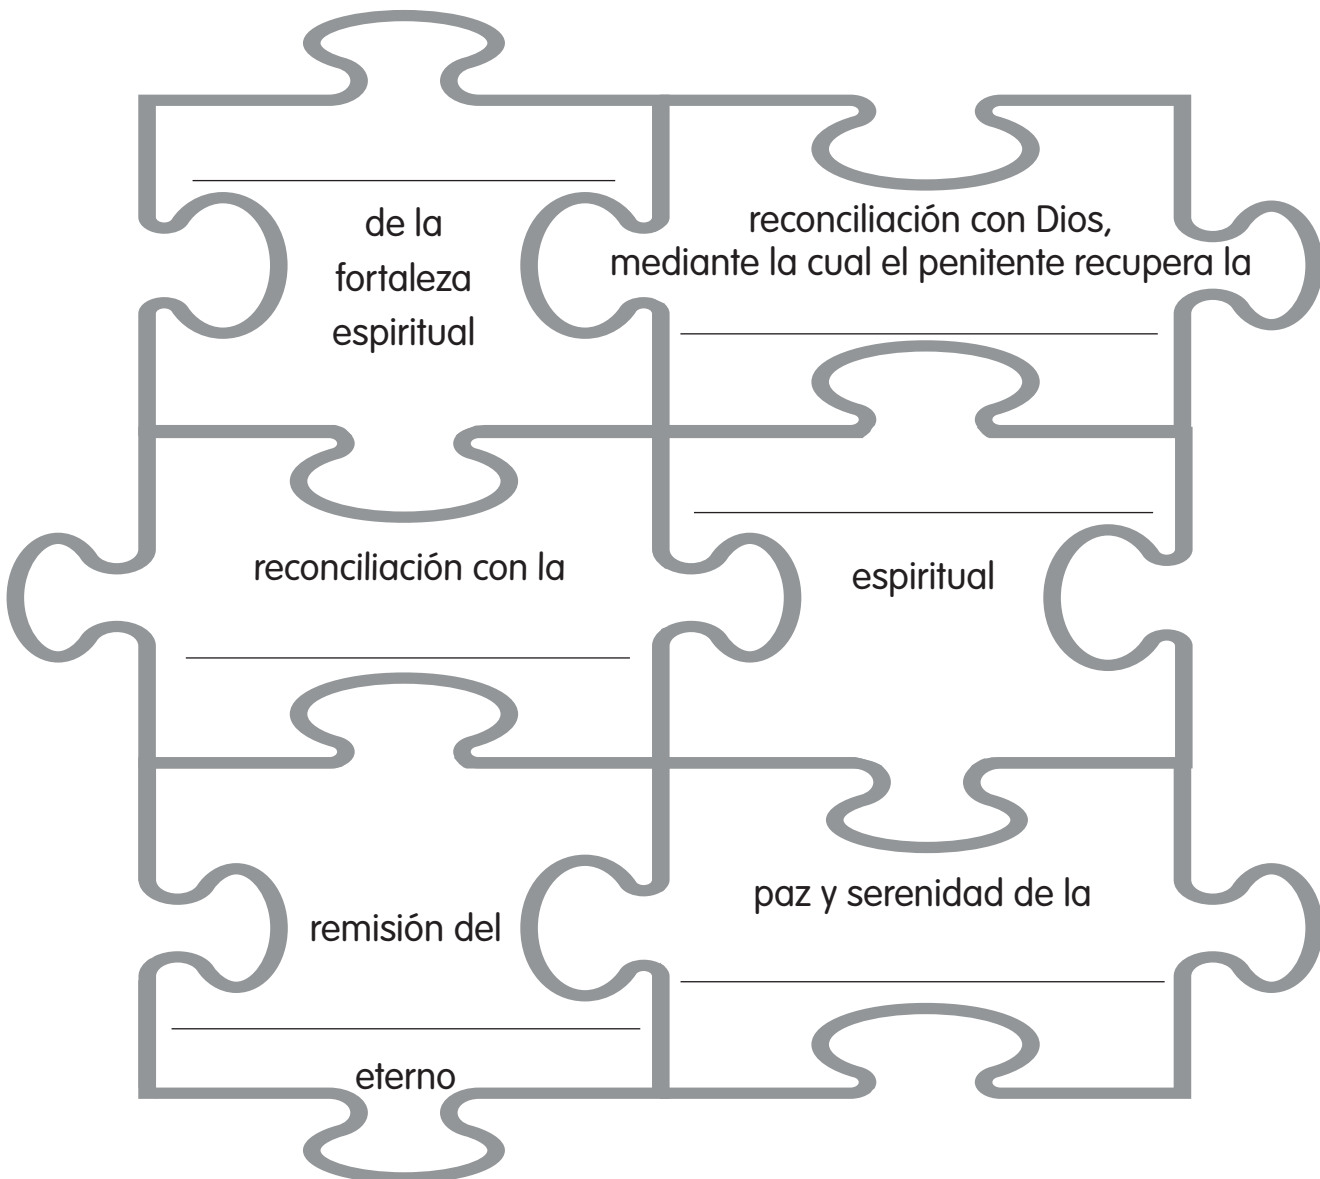 de la
fortaleza
espiritual
reconciliación con Dios,
mediante la cual el penitente recupera la
reconciliación con la
espiritual
remisión del
eterno
paz y serenidad de la